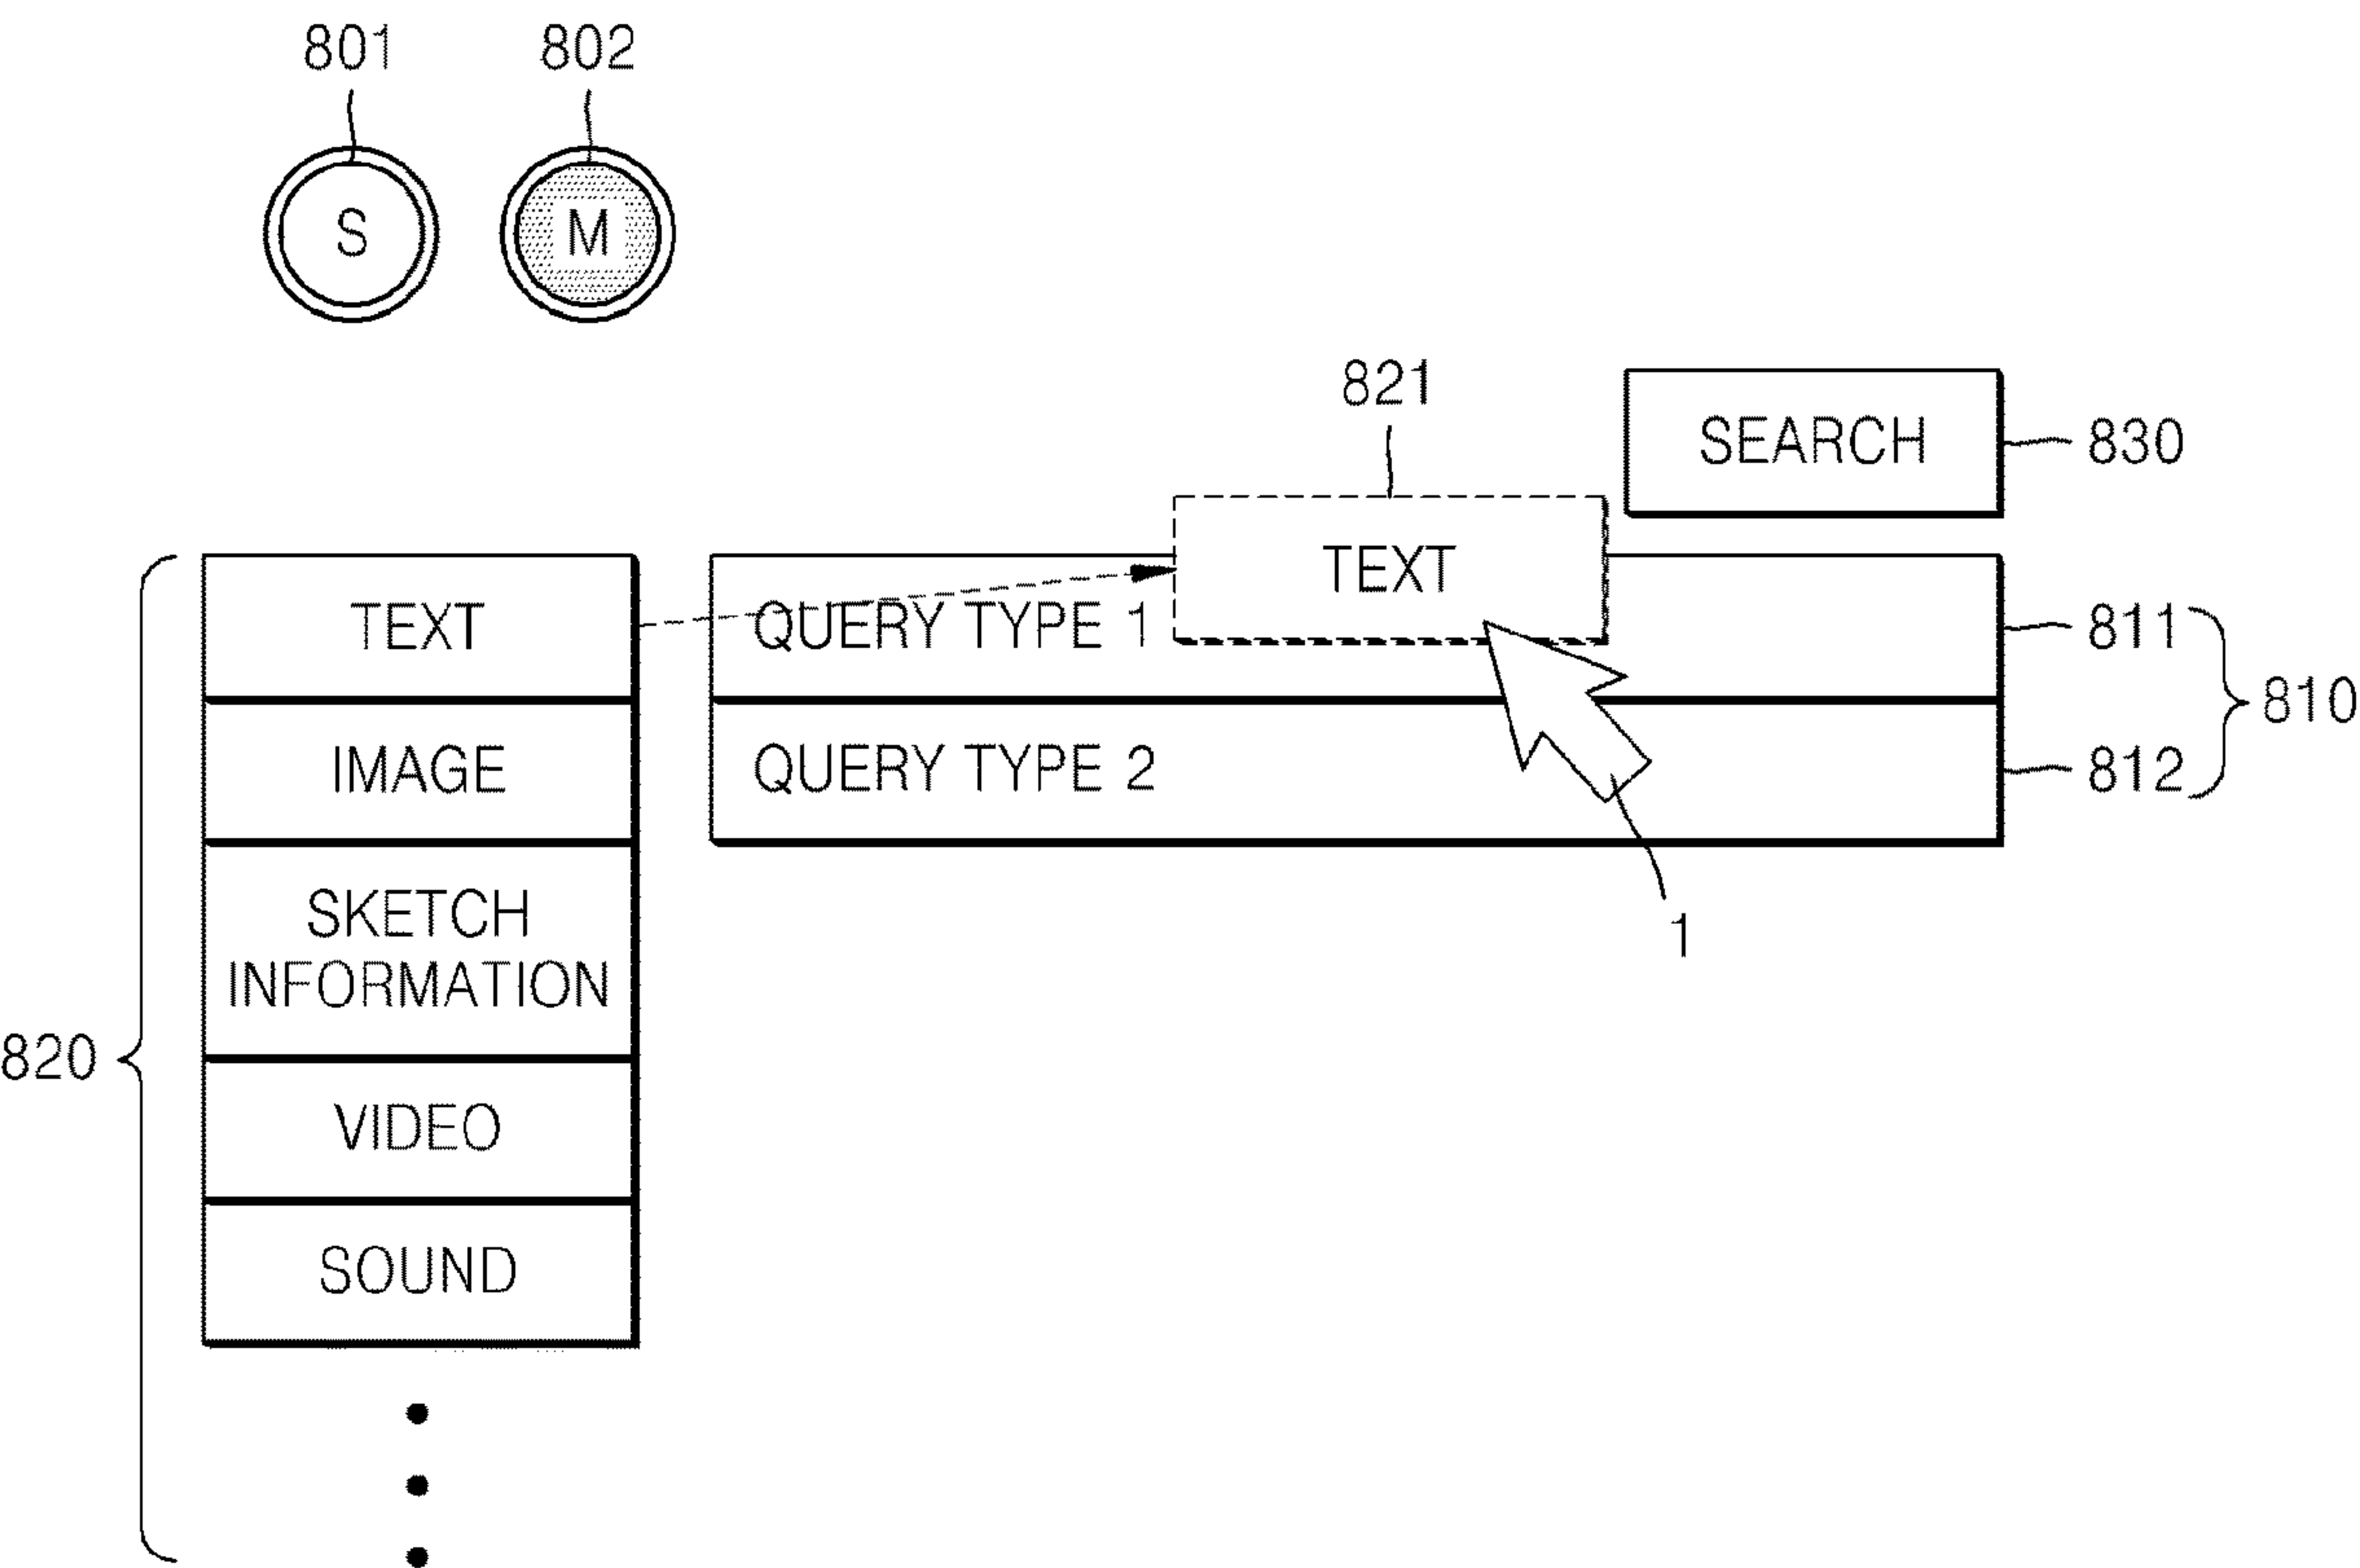 801 802
S M
821
SEARCH 830
TEXT
TEXT QUERY TYPE 1 811
810
IMAGE QUERY TYPE 2 812
SKETCH
INFORMATION
1
820
VIDEO
SOUND